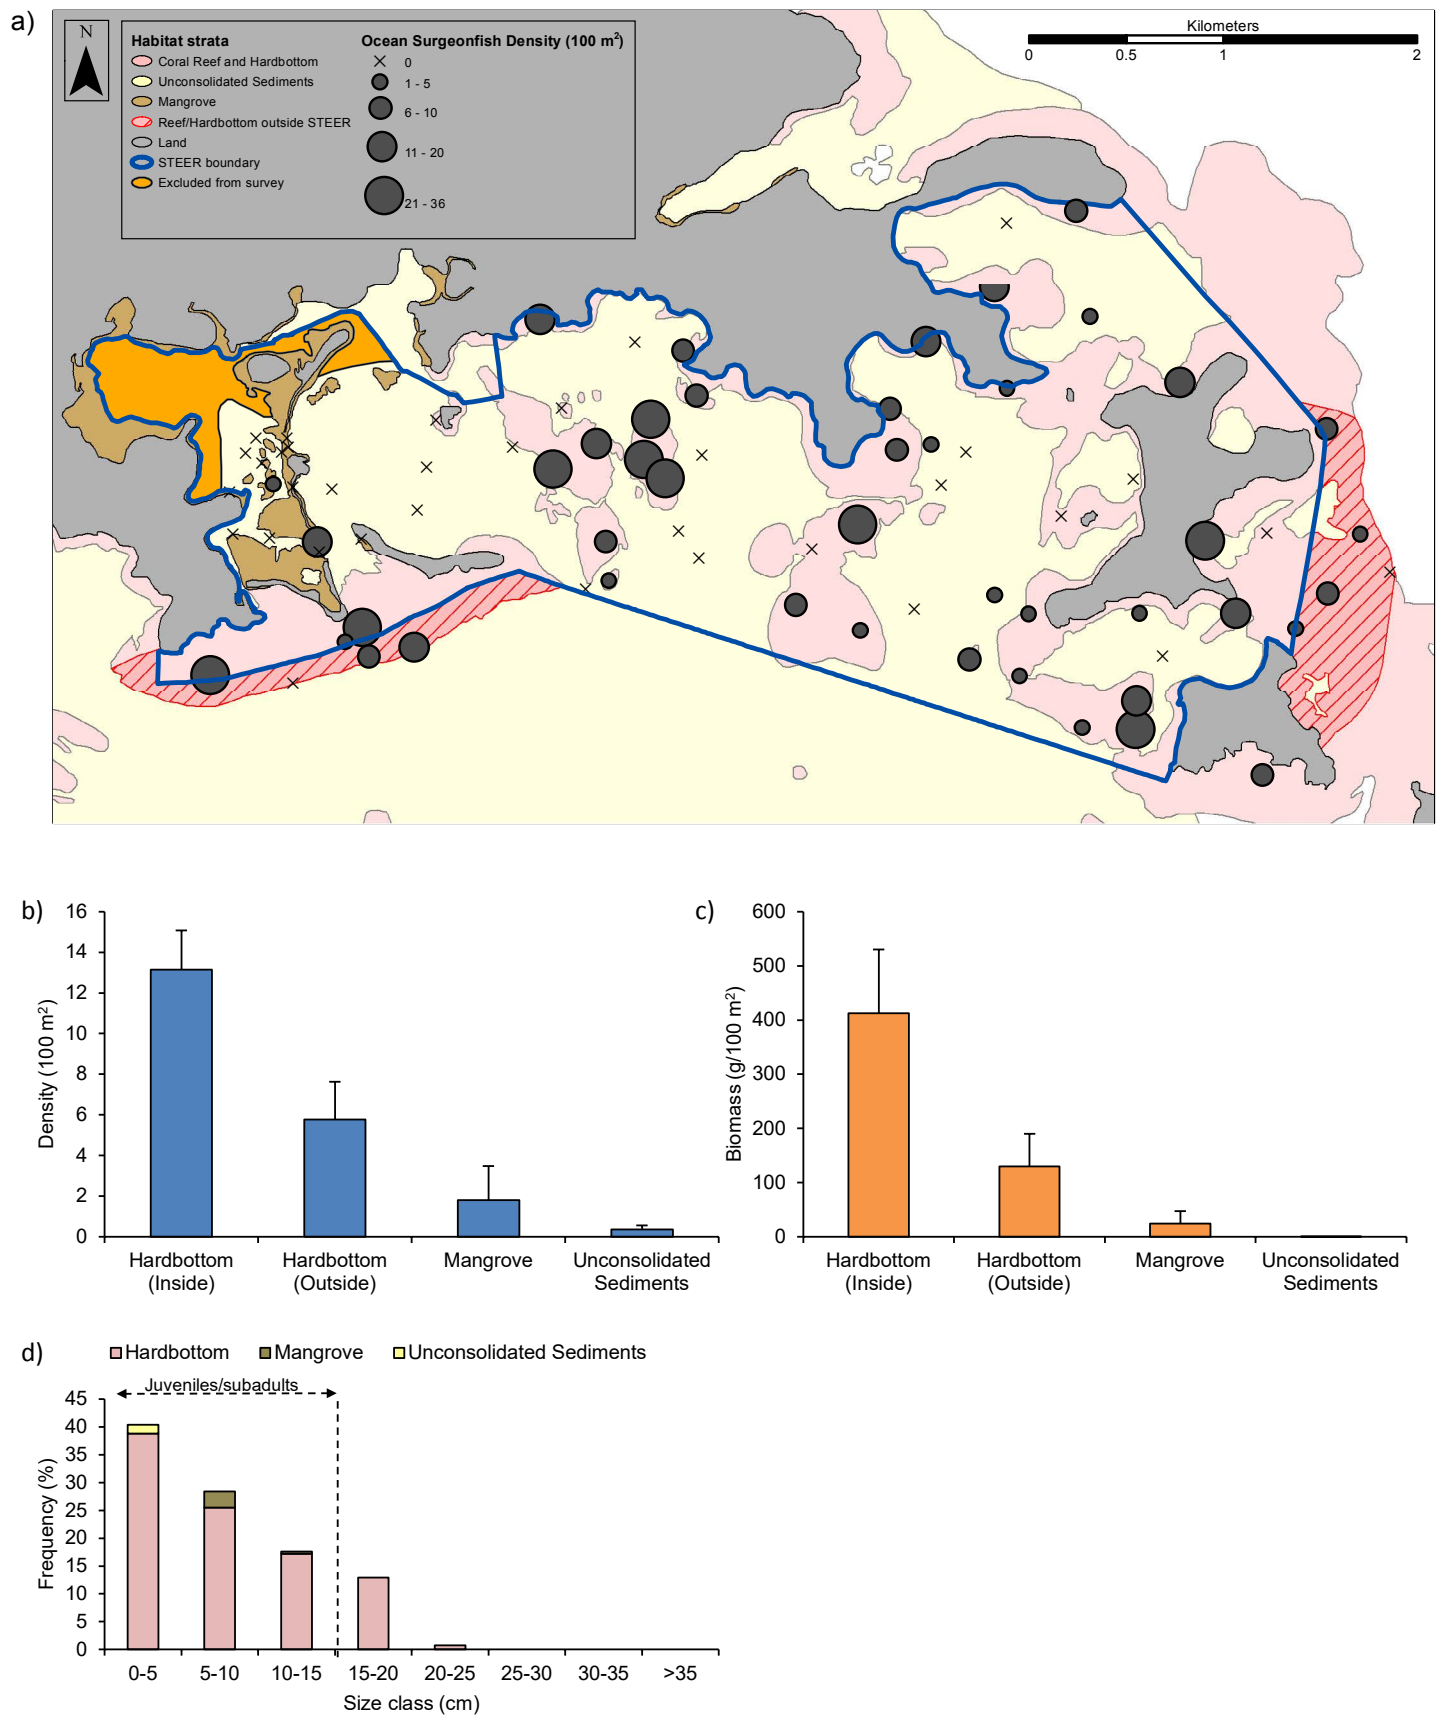 a)
N
Habitat strata
Coral Reef and Hardbottom
Unconsolidated Sediments
Mangrove
Reef/Hardbottom outside STEER
Land
STEER boundary
Excluded from survey
Ocean Surgeonfish Density (100 m²)
0
1 - 5
6 - 10
11 - 20
21 - 36
Kilometers
0 0.5 1 2
b)
Density (100 m²)
16
14
12
10
8
6
4
2
0
Hardbottom (Inside)
Hardbottom (Outside)
Mangrove
Unconsolidated Sediments
c)
Biomass (g/100 m²)
600
500
400
300
200
100
0
Hardbottom (Inside)
Hardbottom (Outside)
Mangrove
Unconsolidated Sediments
d)
Hardbottom Mangrove Unconsolidated Sediments
Juveniles/subadults
Frequency (%)
45
40
35
30
25
20
15
10
5
0
0-5 5-10 10-15 15-20 20-25 25-30 30-35 >35
Size class (cm)